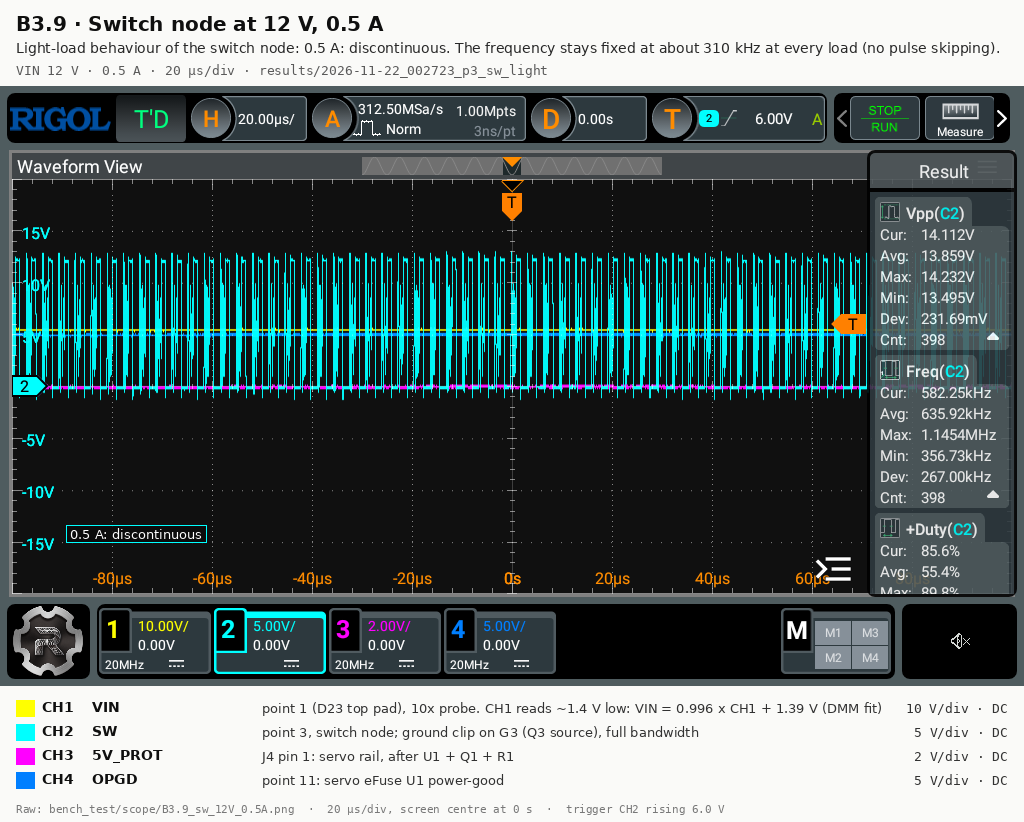 B3.9 · Switch node at 12 V, 0.5 A
Light-load behaviour of the switch node: 0.5 A: discontinuous. The frequency stays fixed at about 310 kHz at every load (no pulse skipping).
VIN 12 V · 0.5 A · 20 µs/div · results/2026-11-22_002723_p3_sw_light
RIGOL T'D H 20.00µs/ A 312.50MSa/s 1.00Mpts Norm 3ns/pt D 0.00s T 2 6.00V A STOP RUN Measure
Waveform View
Result
T
15V
10V
5V
T
2
-5V
-10V
-15V
0.5 A: discontinuous
-80µs -60µs -40µs -20µs 0s 20µs 40µs 60µs
Vpp(C2)
Cur: 14.112V
Avg: 13.859V
Max: 14.232V
Min: 13.495V
Dev: 231.69mV
Cnt: 398
Freq(C2)
Cur: 582.25kHz
Avg: 635.92kHz
Max: 1.1454MHz
Min: 356.73kHz
Dev: 267.00kHz
Cnt: 398
+Duty(C2)
Cur: 85.6%
Avg: 55.4%
Max: 89.8%
1 10.00V/ 0.00V 20MHz
2 5.00V/ 0.00V
3 2.00V/ 0.00V 20MHz
4 5.00V/ 0.00V 20MHz
M M1 M3 M2 M4
CH1 VIN point 1 (D23 top pad), 10x probe. CH1 reads ~1.4 V low: VIN = 0.996 x CH1 + 1.39 V (DMM fit) 10 V/div · DC
CH2 SW point 3, switch node; ground clip on G3 (Q3 source), full bandwidth 5 V/div · DC
CH3 5V_PROT J4 pin 1: servo rail, after U1 + Q1 + R1 2 V/div · DC
CH4 OPGD point 11: servo eFuse U1 power-good 5 V/div · DC
Raw: bench_test/scope/B3.9_sw_12V_0.5A.png · 20 µs/div, screen centre at 0 s · trigger CH2 rising 6.0 V